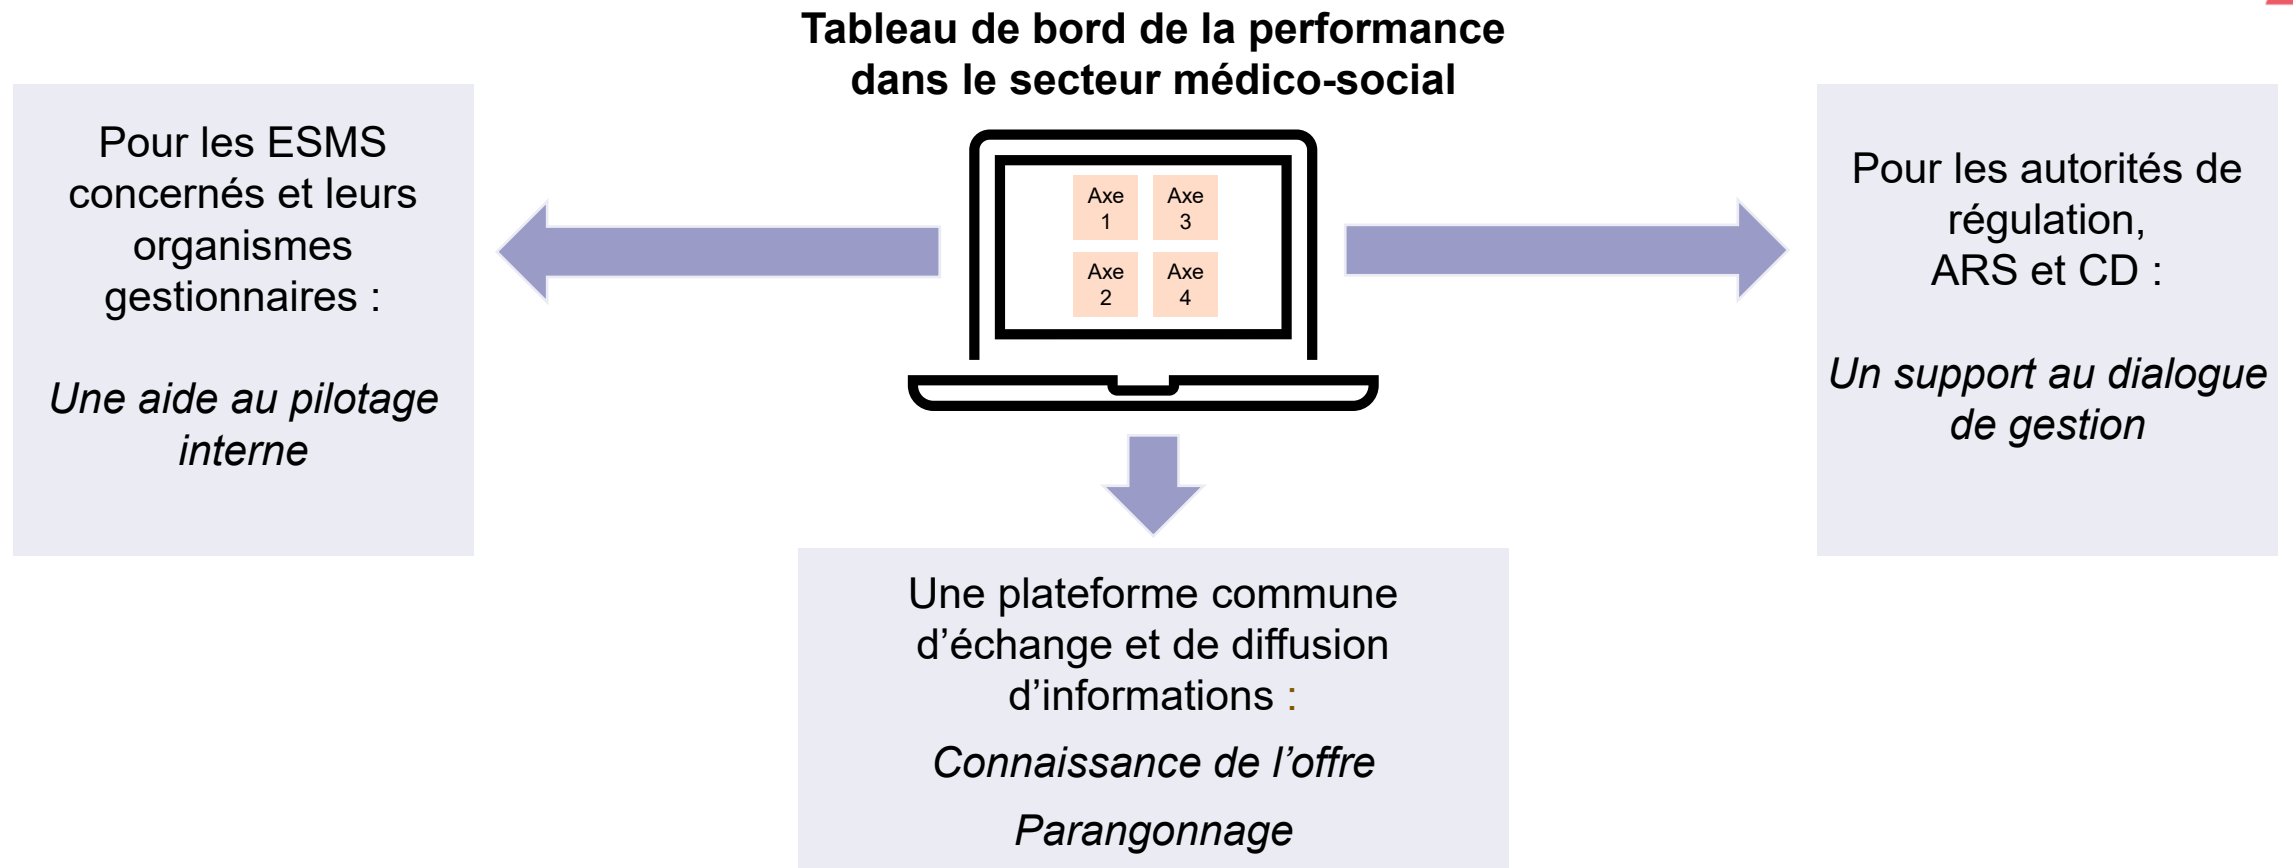 Tableau de bord de la performance
dans le secteur médico-social
Pour les ESMS
concernés et leurs
organismes
gestionnaires :
Une aide au pilotage
interne
Axe
1
Axe
3
Axe
2
Axe
4
Pour les autorités de
régulation,
ARS et CD :
Un support au dialogue
de gestion
Une plateforme commune
d’échange et de diffusion
d’informations :
Connaissance de l’offre
Parangonnage